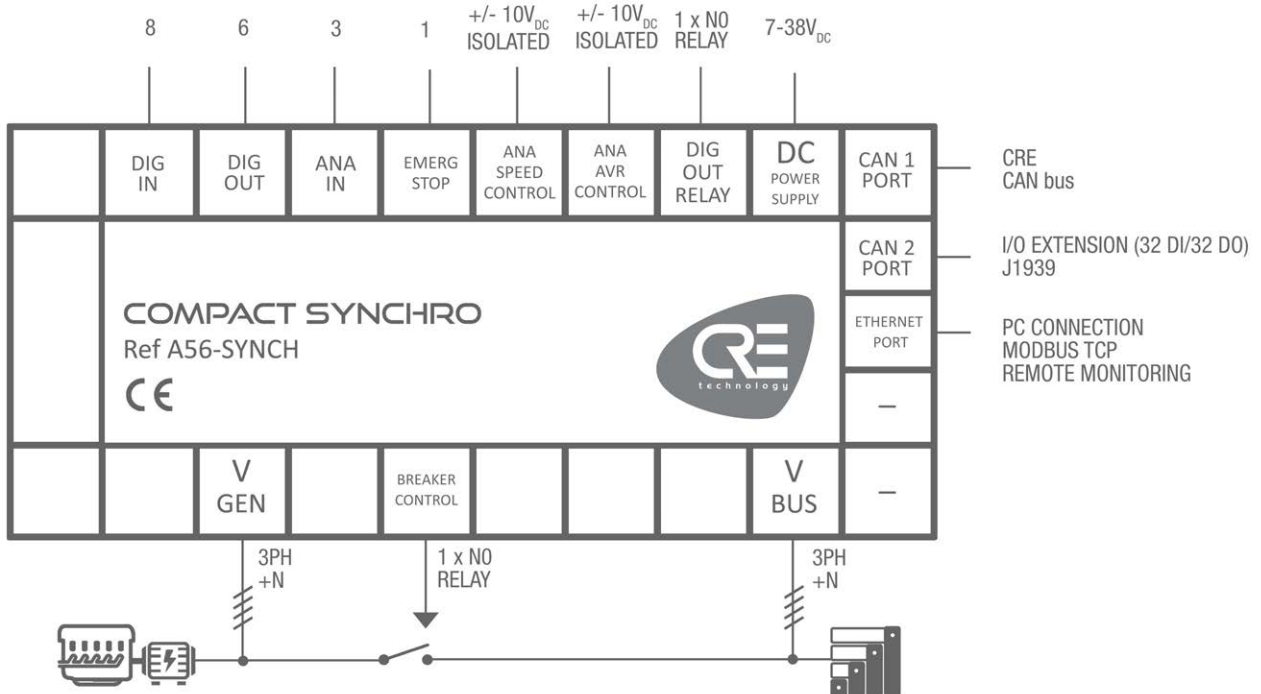 8
6
3
1
+/- 10VDC
ISOLATED
+/- 10VDC
ISOLATED
1 x NO
RELAY
7-38VDC
DIG
IN
DIG
OUT
ANA
IN
EMERG
STOP
ANA
SPEED
CONTROL
ANA
AVR
CONTROL
DIG
OUT
RELAY
DC
POWER
SUPPLY
CAN 1
PORT
CRE
CAN bus
CAN 2
PORT
I/O EXTENSION (32 DI/32 DO)
J1939
COMPACT SYNCHRO
Ref A56-SYNCH
CE
CRE
technology
ETHERNET
PORT
PC CONNECTION
MODBUS TCP
REMOTE MONITORING
–
V
GEN
BREAKER
CONTROL
V
BUS
–
3PH
+N
1 x NO
RELAY
3PH
+N